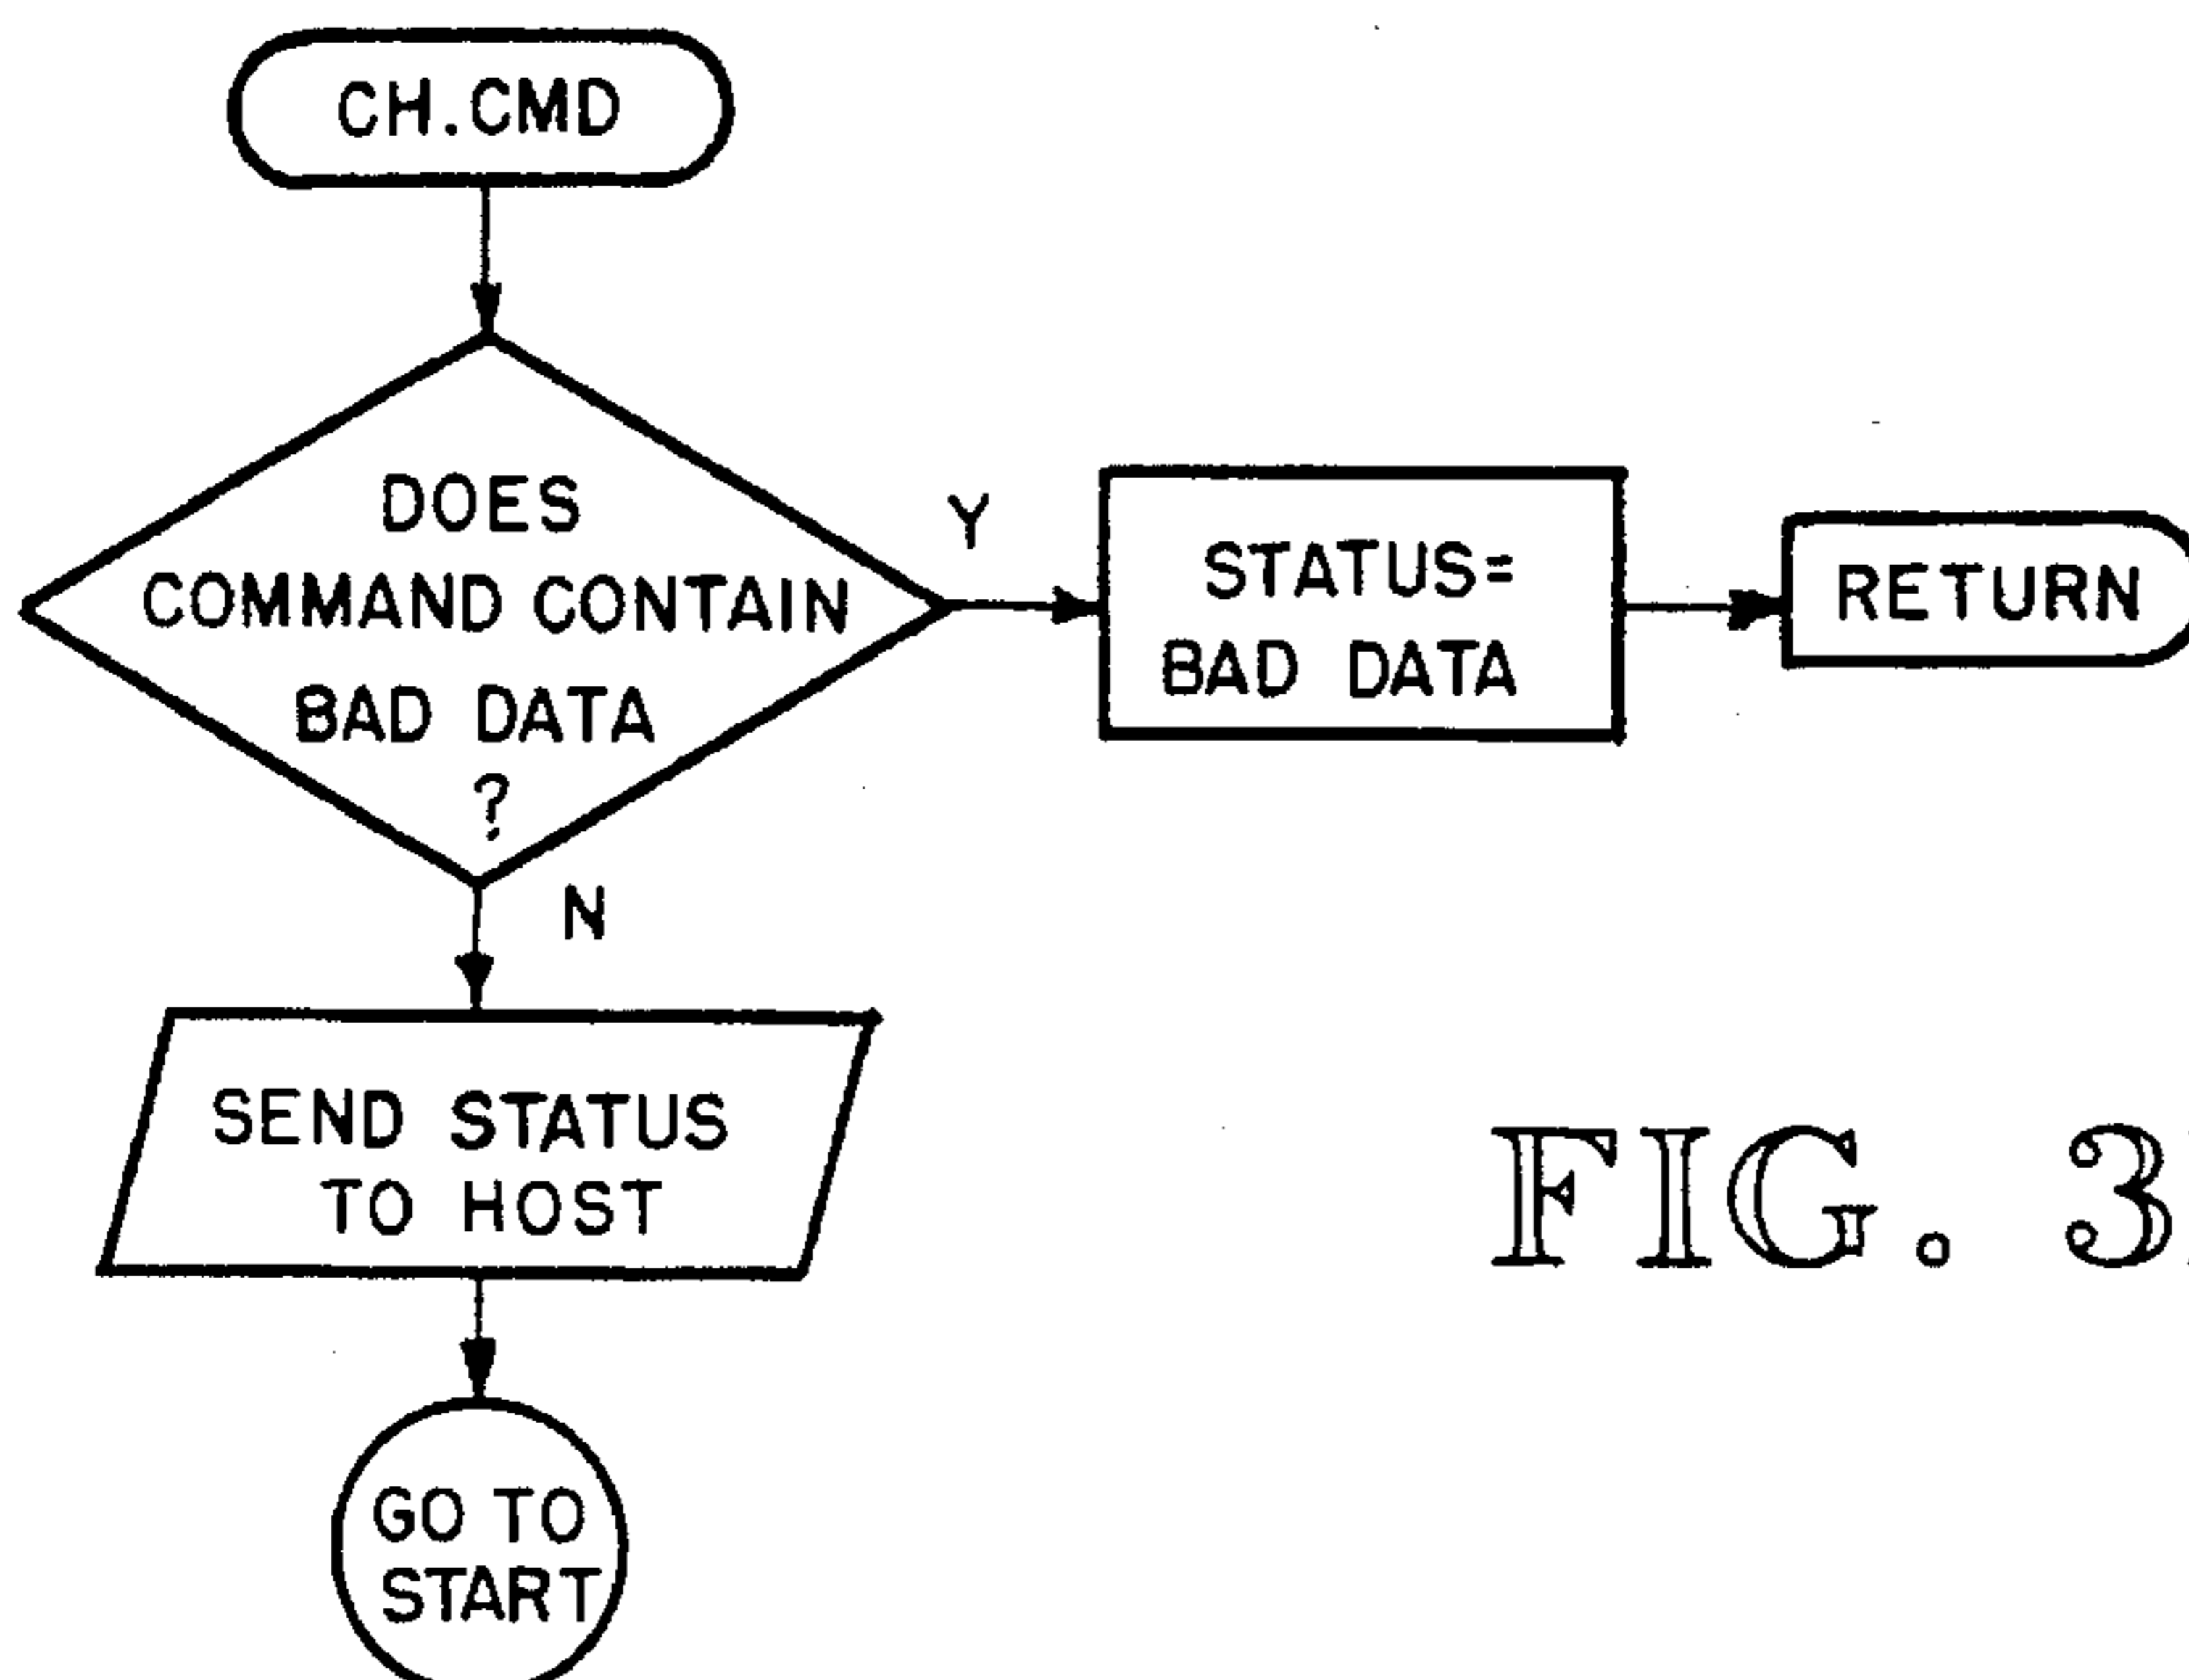 CH.CMD
DOES
COMMAND CONTAIN
BAD DATA
?
Y
STATUS=
BAD DATA
RETURN
N
SEND STATUS
TO HOST
GO TO
START
FIG. 3